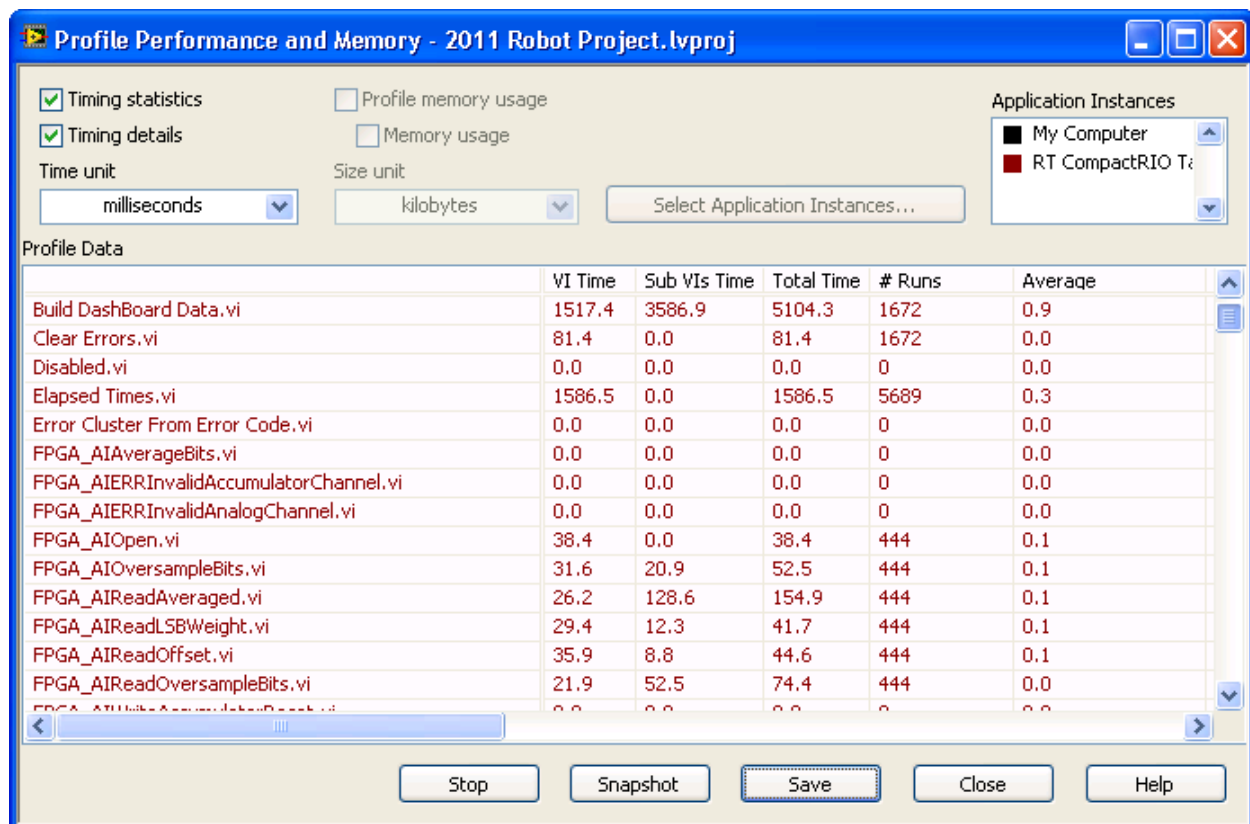 Profile Performance and Memory - 2011 Robot Project.lvproj
Timing statistics
Profile memory usage
Application Instances
Timing details
Memory usage
My Computer
Time unit
Size unit
RT CompactRIO
milliseconds
kilobytes
Select Application Instances...
Profile Data
VI Time Sub VIs Time Total Time # Runs Average
Build DashBoard Data.vi 1517.4 3586.9 5104.3 1672 0.9
Clear Errors.vi 81.4 0.0 81.4 1672 0.0
Disabled.vi 0.0 0.0 0.0 0 0.0
Elapsed Times.vi 1586.5 0.0 1586.5 5689 0.3
Error Cluster From Error Code.vi 0.0 0.0 0.0 0 0.0
FPGA_AIAverageBits.vi 0.0 0.0 0.0 0 0.0
FPGA_AIERRInvalidAccumulatorChannel.vi 0.0 0.0 0.0 0 0.0
FPGA_AIERRInvalidAnalogChannel.vi 0.0 0.0 0.0 0 0.0
FPGA_AIOpen.vi 38.4 0.0 38.4 444 0.1
FPGA_AIOversampleBits.vi 31.6 20.9 52.5 444 0.1
FPGA_AIReadAveraged.vi 26.2 128.6 154.9 444 0.1
FPGA_AIReadLSBWeight.vi 29.4 12.3 41.7 444 0.1
FPGA_AIReadOffset.vi 35.9 8.8 44.6 444 0.1
FPGA_AIReadOversampleBits.vi 21.9 52.5 74.4 444 0.0
Stop Snapshot Save Close Help